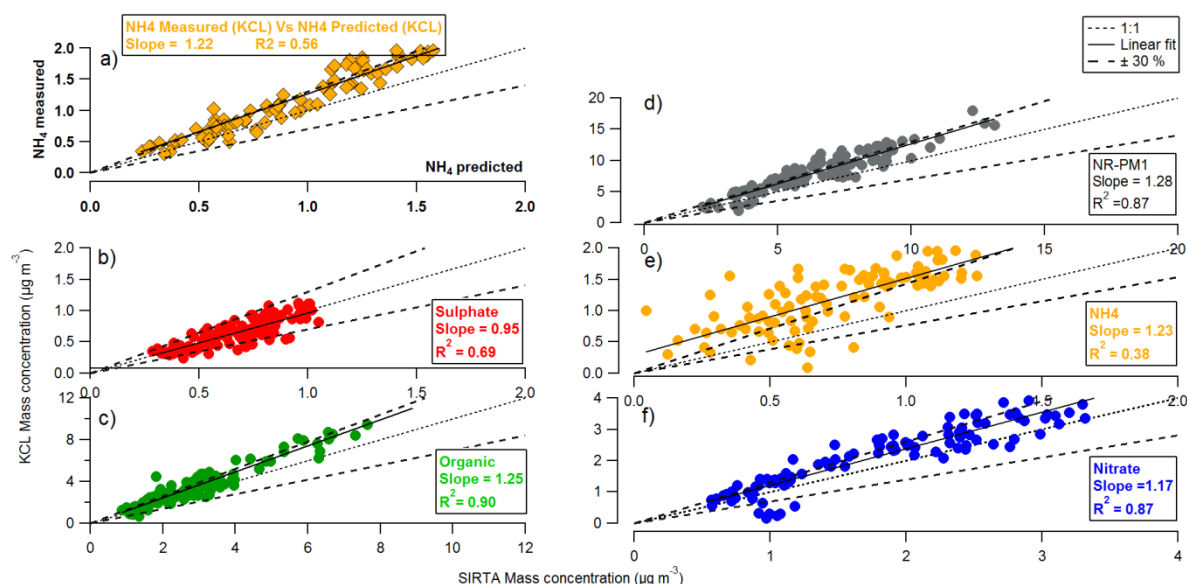 NH4 Measured (KCL) Vs NH4 Predicted (KCL)
Slope = 1.22 R2 = 0.56
1:1
Linear fit
± 30 %
a)
NH₄ measured
2.0
1.5
1.0
0.5
0.0
NH₄ predicted
0.0 0.5 1.0 1.5 2.0
d)
20
15
10
5
0
NR-PM1
Slope = 1.28
R² =0.87
0 5 10 15 20
KCL Mass concentration (µg m⁻³)
b)
2.0
1.5
1.0
0.5
0.0
Sulphate
Slope = 0.95
R² = 0.69
0.0 0.5 1.0 1.5 2.0
e)
2.0
1.5
1.0
0.5
0.0
NH4
Slope = 1.23
R² = 0.38
0.0 0.5 1.0 1.5 2.0
c)
12
8
4
0
Organic
Slope = 1.25
R² = 0.90
0 2 4 6 8 10 12
f)
4
3
2
1
0
Nitrate
Slope =1.17
R² = 0.87
0 1 2 3 4
SIRTA Mass concentration (µg m⁻³)